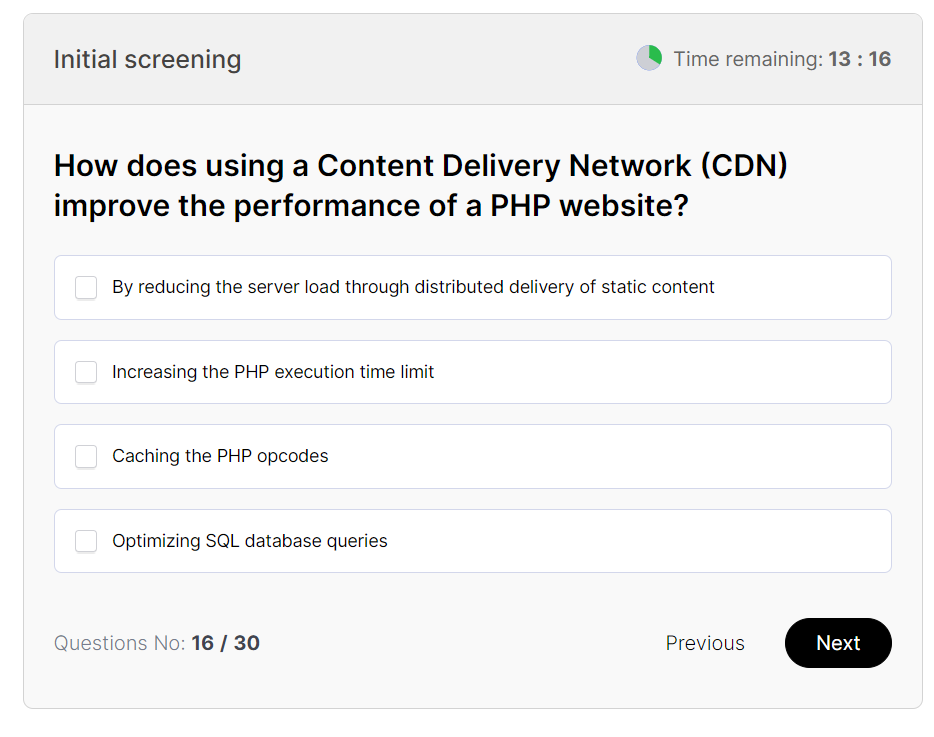 Initial screening
Time remaining: 13 : 16
How does using a Content Delivery Network (CDN)
improve the performance of a PHP website?
By reducing the server load through distributed delivery of static content
Increasing the PHP execution time limit
Caching the PHP opcodes
Optimizing SQL database queries
Questions No: 16 / 30
Previous
Next